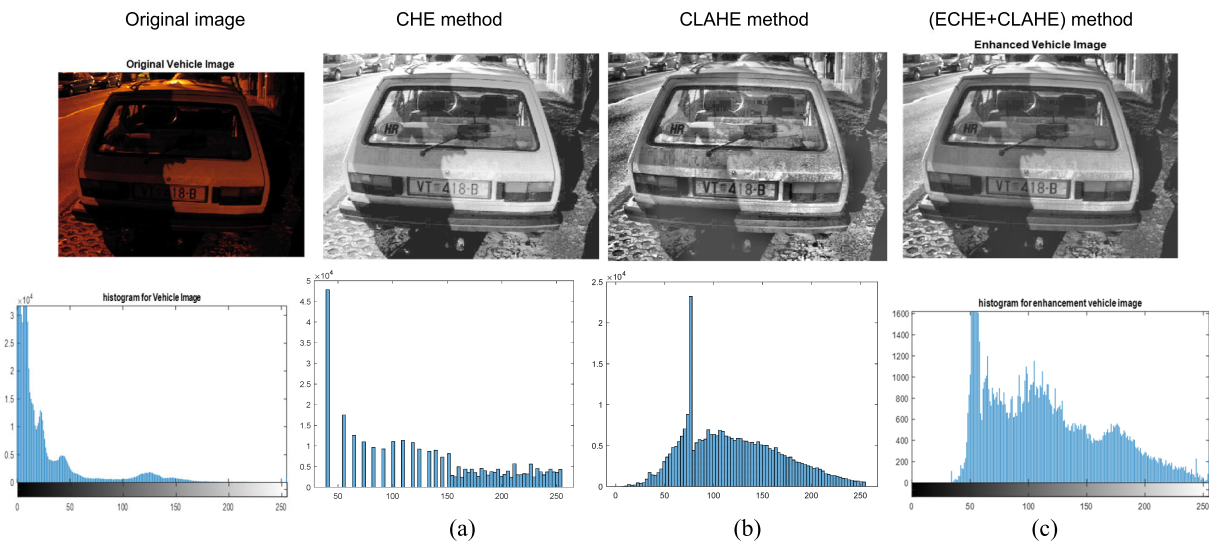 Original image
CHE method
CLAHE method
(ECHE+CLAHE) method
Original Vehicle Image
Enhanced Vehicle Image
VT 418-B
HR
VT 418-B
HR
VT 418-B
HR
VT 418-B
histogram for Vehicle Image
×10⁴
3
2.5
2
1.5
1
0.5
0
0 50 100 150 200 250
×10⁴
5
4.5
4
3.5
3
2.5
2
1.5
1
0.5
0
50 100 150 200 250
×10⁴
2.5
2
1.5
1
0.5
0
0 50 100 150 200 250
histogram for enhancement vehicle image
1600
1400
1200
1000
800
600
400
200
0
0 50 100 150 200 250
(a)
(b)
(c)